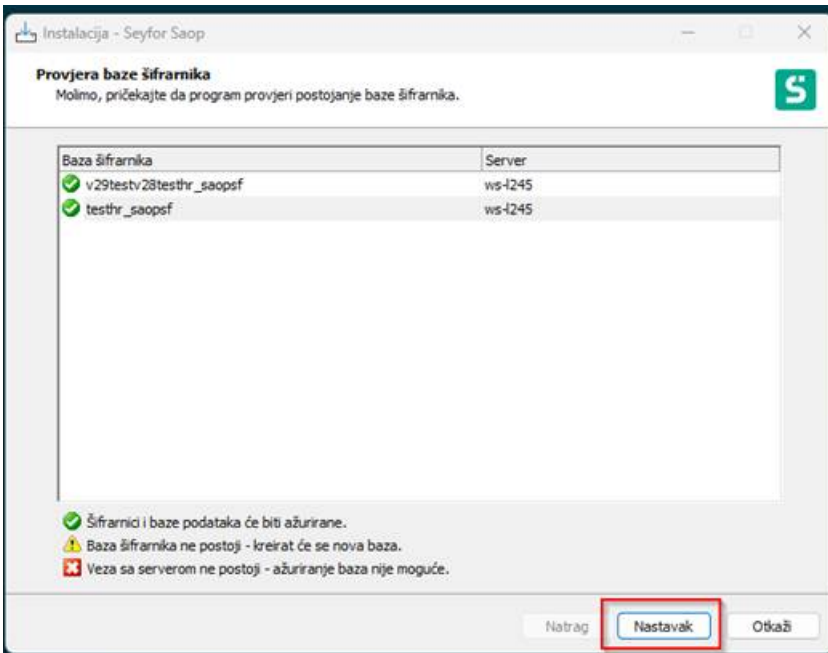 Instalacija - Seyfor Saop
Provjera baze šifrarnika
Molimo, pričekajte da program provjeri postojanje baze šifrarnika.
Baza šifrarnika Server
v29testv28testhr_saopsf ws-l245
testhr_saopsf ws-l245
Šifrarnici i baze podataka će biti ažurirane.
Baza šifrarnika ne postoji - kreirat će se nova baza.
Veza sa serverom ne postoji - ažuriranje baza nije moguće.
Natrag Nastavak Otkaži